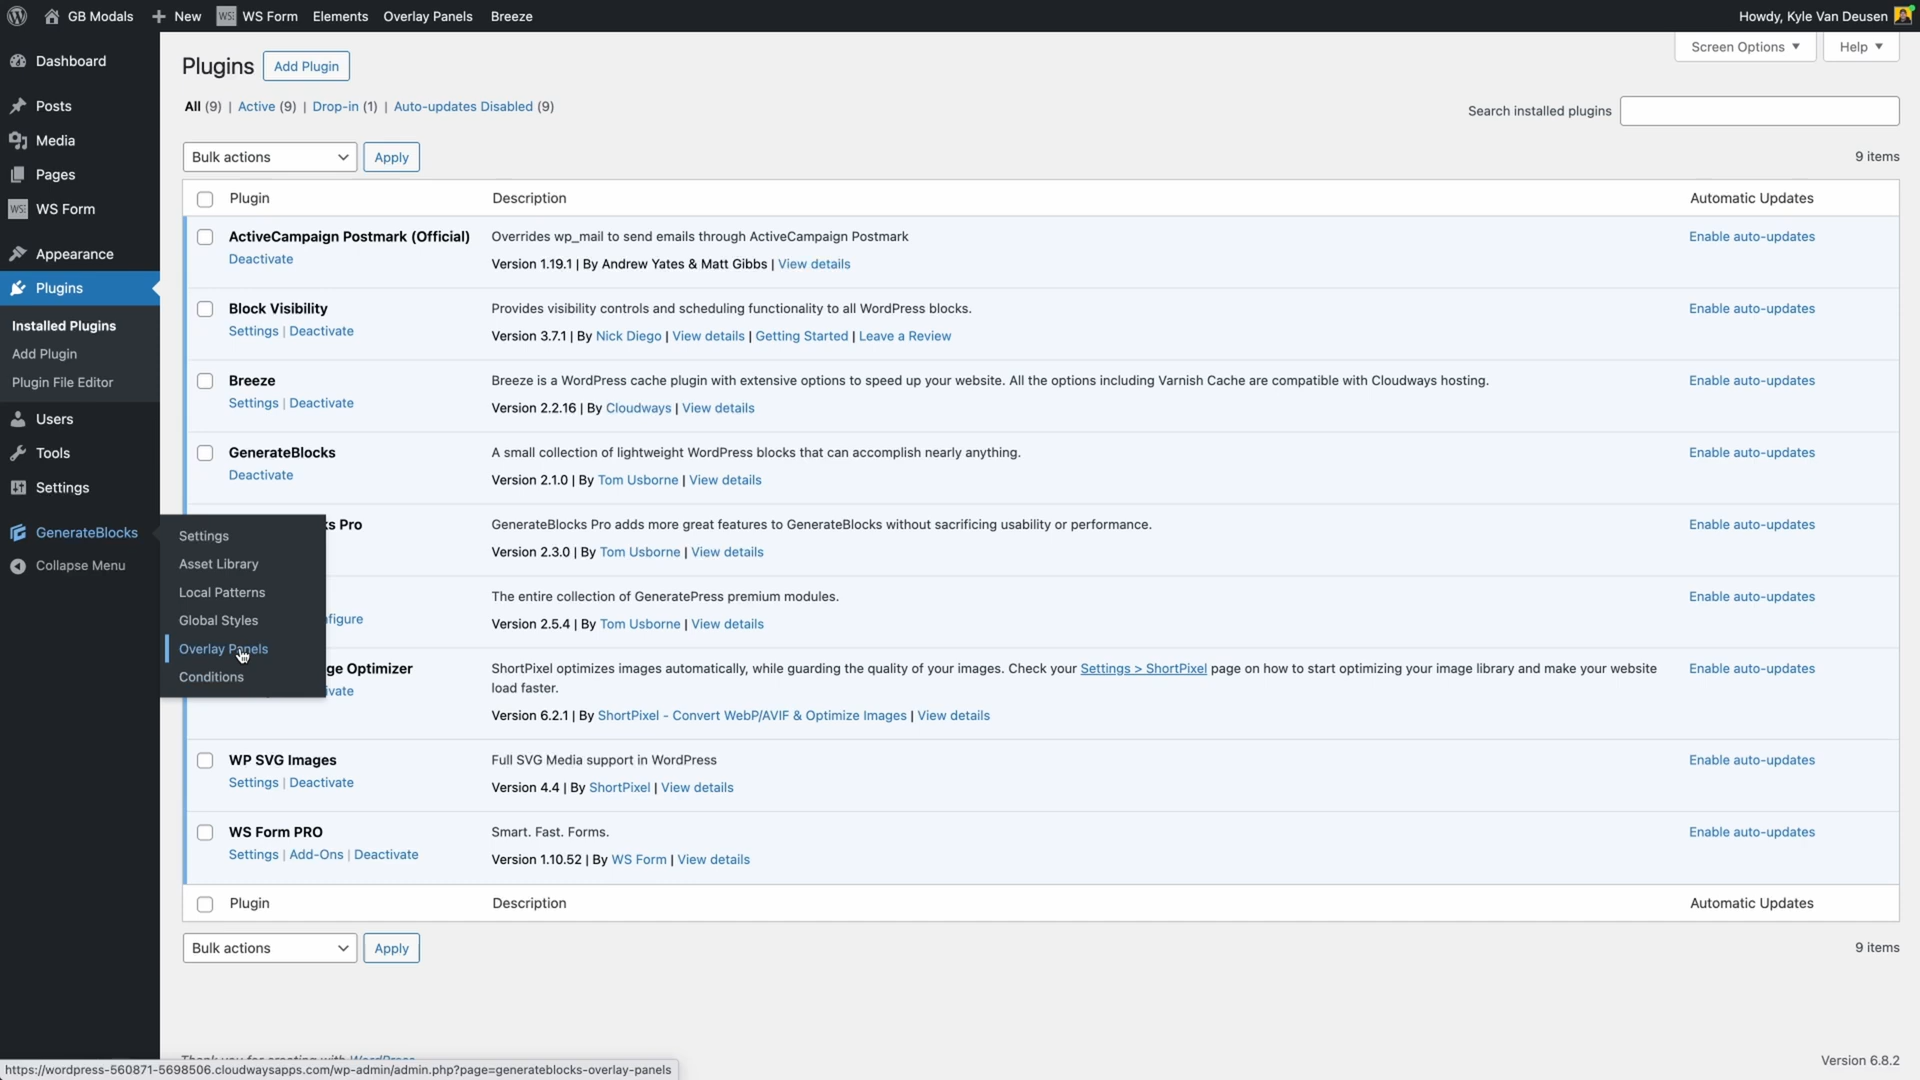 GB Modals
New
WS Form
Elements
Overlay Panels
Breeze
Howdy, Kyle Van Deusen
Dashboard
Posts
Media
Pages
WS Form
Appearance
Plugins
Installed Plugins
Add Plugin
Plugin File Editor
Users
Tools
Settings
GenerateBlocks
Collapse Menu
Settings
Asset Library
Local Patterns
Global Styles
Overlay Panels
Conditions
Screen Options
Help
Plugins
Add Plugin
All (9) | Active (9) | Drop-in (1) | Auto-updates Disabled (9)
Search installed plugins
Bulk actions
Apply
9 items
Plugin
Description
Automatic Updates
ActiveCampaign Postmark (Official)
Deactivate
Overrides wp_mail to send emails through ActiveCampaign Postmark
Version 1.19.1 | By Andrew Yates & Matt Gibbs | View details
Enable auto-updates
Block Visibility
Settings | Deactivate
Provides visibility controls and scheduling functionality to all WordPress blocks.
Version 3.7.1 | By Nick Diego | View details | Getting Started | Leave a Review
Enable auto-updates
Breeze
Settings | Deactivate
Breeze is a WordPress cache plugin with extensive options to speed up your website. All the options including Varnish Cache are compatible with Cloudways hosting.
Version 2.2.16 | By Cloudways | View details
Enable auto-updates
GenerateBlocks
Deactivate
A small collection of lightweight WordPress blocks that can accomplish nearly anything.
Version 2.1.0 | By Tom Usborne | View details
Enable auto-updates
s Pro
GenerateBlocks Pro adds more great features to GenerateBlocks without sacrificing usability or performance.
Version 2.3.0 | By Tom Usborne | View details
Enable auto-updates
figure
The entire collection of GeneratePress premium modules.
Version 2.5.4 | By Tom Usborne | View details
Enable auto-updates
ge Optimizer
ivate
ShortPixel optimizes images automatically, while guarding the quality of your images. Check your Settings > ShortPixel page on how to start optimizing your image library and make your website
load faster.
Version 6.2.1 | By ShortPixel - Convert WebP/AVIF & Optimize Images | View details
Enable auto-updates
WP SVG Images
Settings | Deactivate
Full SVG Media support in WordPress
Version 4.4 | By ShortPixel | View details
Enable auto-updates
WS Form PRO
Settings | Add-Ons | Deactivate
Smart. Fast. Forms.
Version 1.10.52 | By WS Form | View details
Enable auto-updates
Plugin
Description
Automatic Updates
Bulk actions
Apply
9 items
Thank you for creating with WordPress
Version 6.8.2
https://wordpress-560871-5698506.cloudwaysapps.com/wp-admin/admin.php?page=generateblocks-overlay-panels